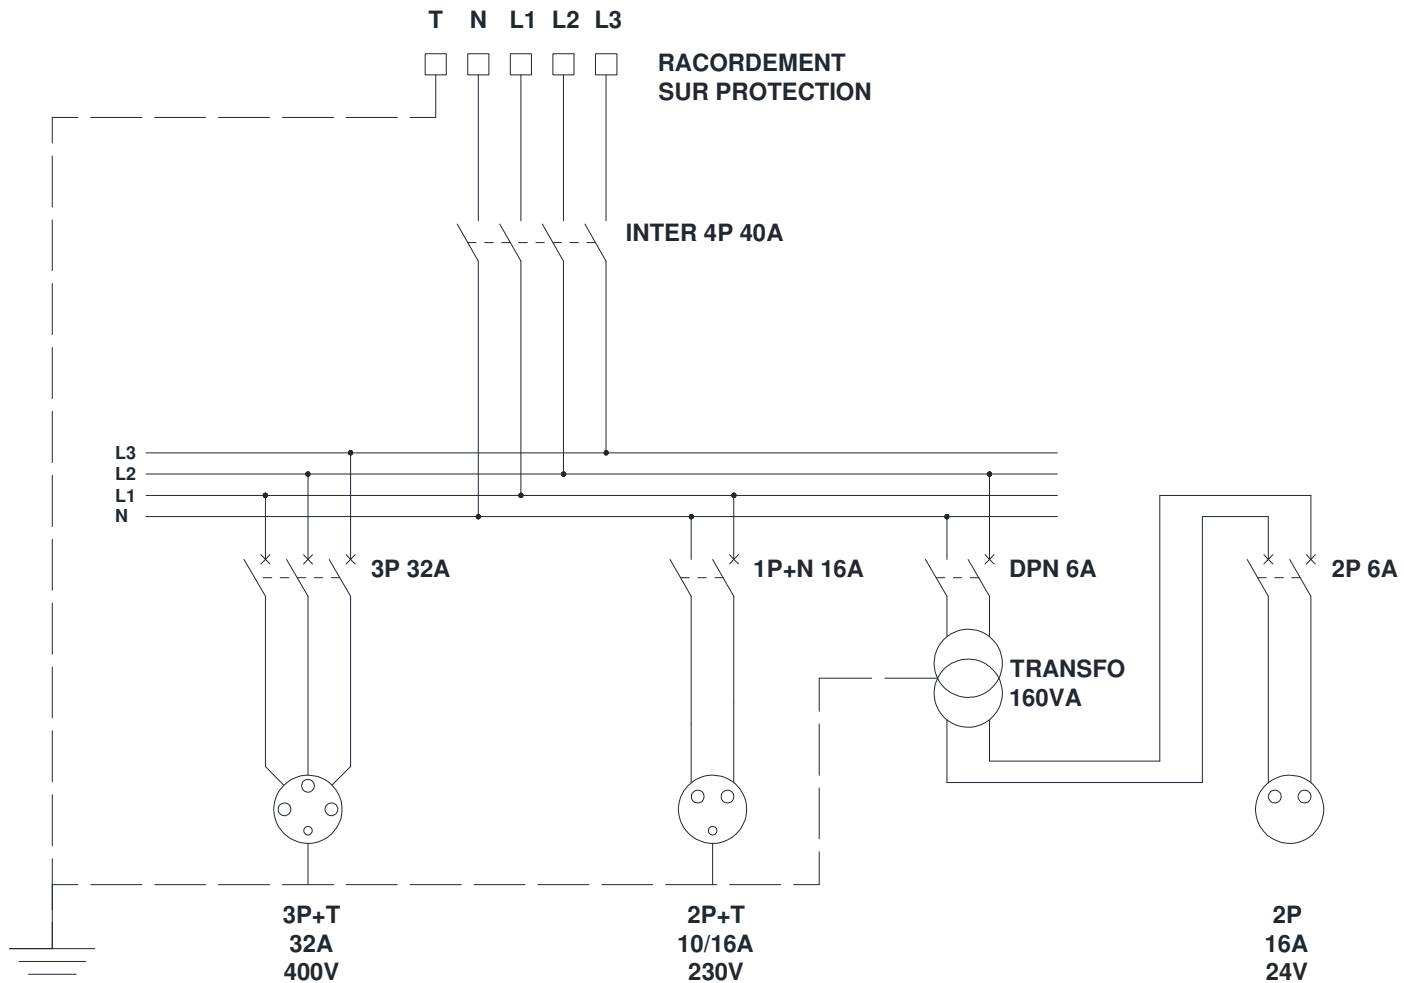 T N L1 L2 L3
RACORDEMENT
SUR PROTECTION
INTER 4P 40A
L3
L2
L1
N
3P 32A
1P+N 16A
DPN 6A
2P 6A
TRANSFO
160VA
3P+T
32A
400V
2P+T
10/16A
230V
2P
16A
24V